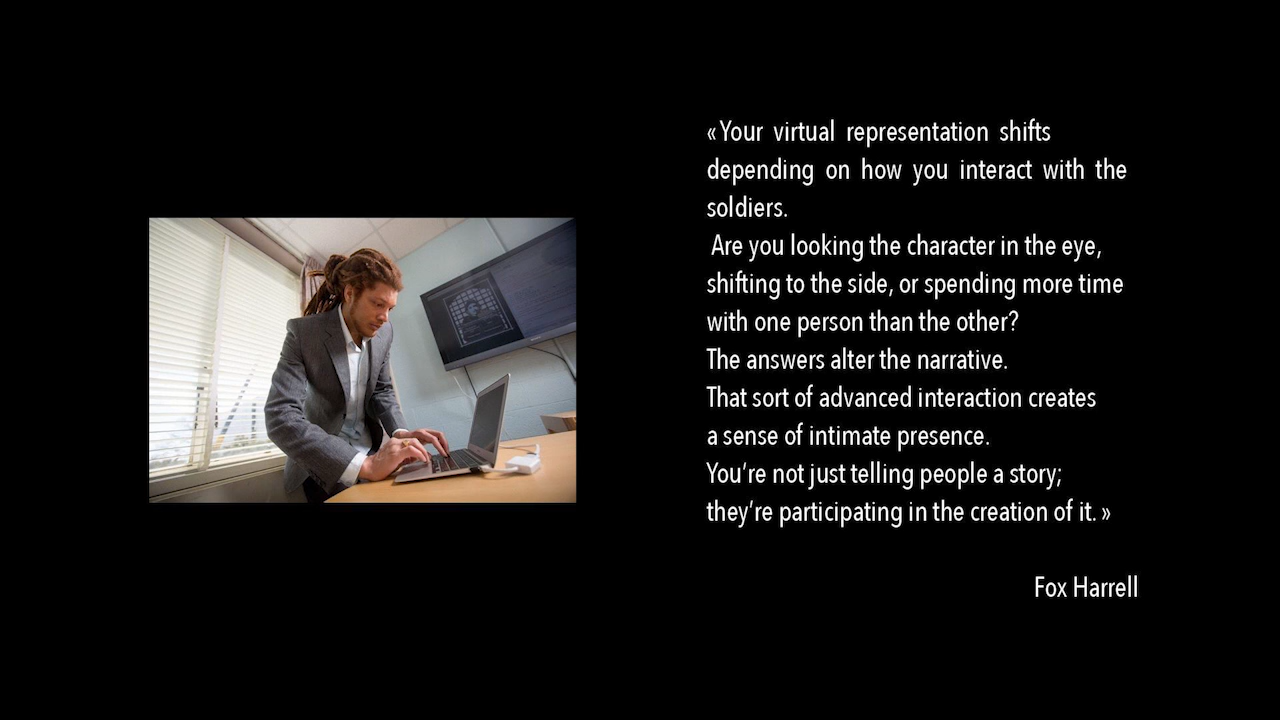 « Your virtual representation shifts
depending on how you interact with the
soldiers.
Are you looking the character in the eye,
shifting to the side, or spending more time
with one person than the other?
The answers alter the narrative.
That sort of advanced interaction creates
a sense of intimate presence.
You’re not just telling people a story;
they’re participating in the creation of it. »
Fox Harrell